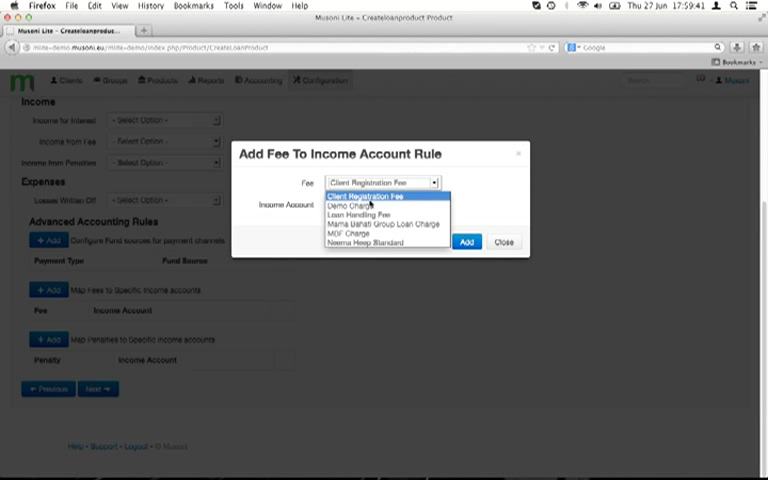 Firefox File Edit View History Bookmarks Tools Window Help Thu 27 Jun 17:59:41
Musoni Lite - Createloanproduct Product
Musoni Lite - Createloanproduct Product +
mlite-demo.musoni.eu/mlite-demo/index.php/Product/CreateLoanProduct Google
Bookmarks
m Clients Groups Products Reports Accounting Configuration Search Musoni
Income
Income for Interest - Select Option -
Income from Fee - Select Option -
Income from Penalties - Select Option -
Expenses
Losses Written Off - Select Option -
Advanced Accounting Rules
+ Add Configure Fund sources for payment channels
Payment Type Fund Source
+ Add Map Fees to Specific Income accounts
Fee Income Account
+ Add Map Penalties to Specific Income accounts
Penalty Income Account
← Previous Next →
Help - Support - Logout - © Musoni
Add Fee To Income Account Rule ×
Fee Client Registration Fee
Income Account
Client Registration Fee
Demo Charge
Loan Handling Fee
Mama Bahati Group Loan Charge
MBF Charge
Neema Heep Standard
Add Close